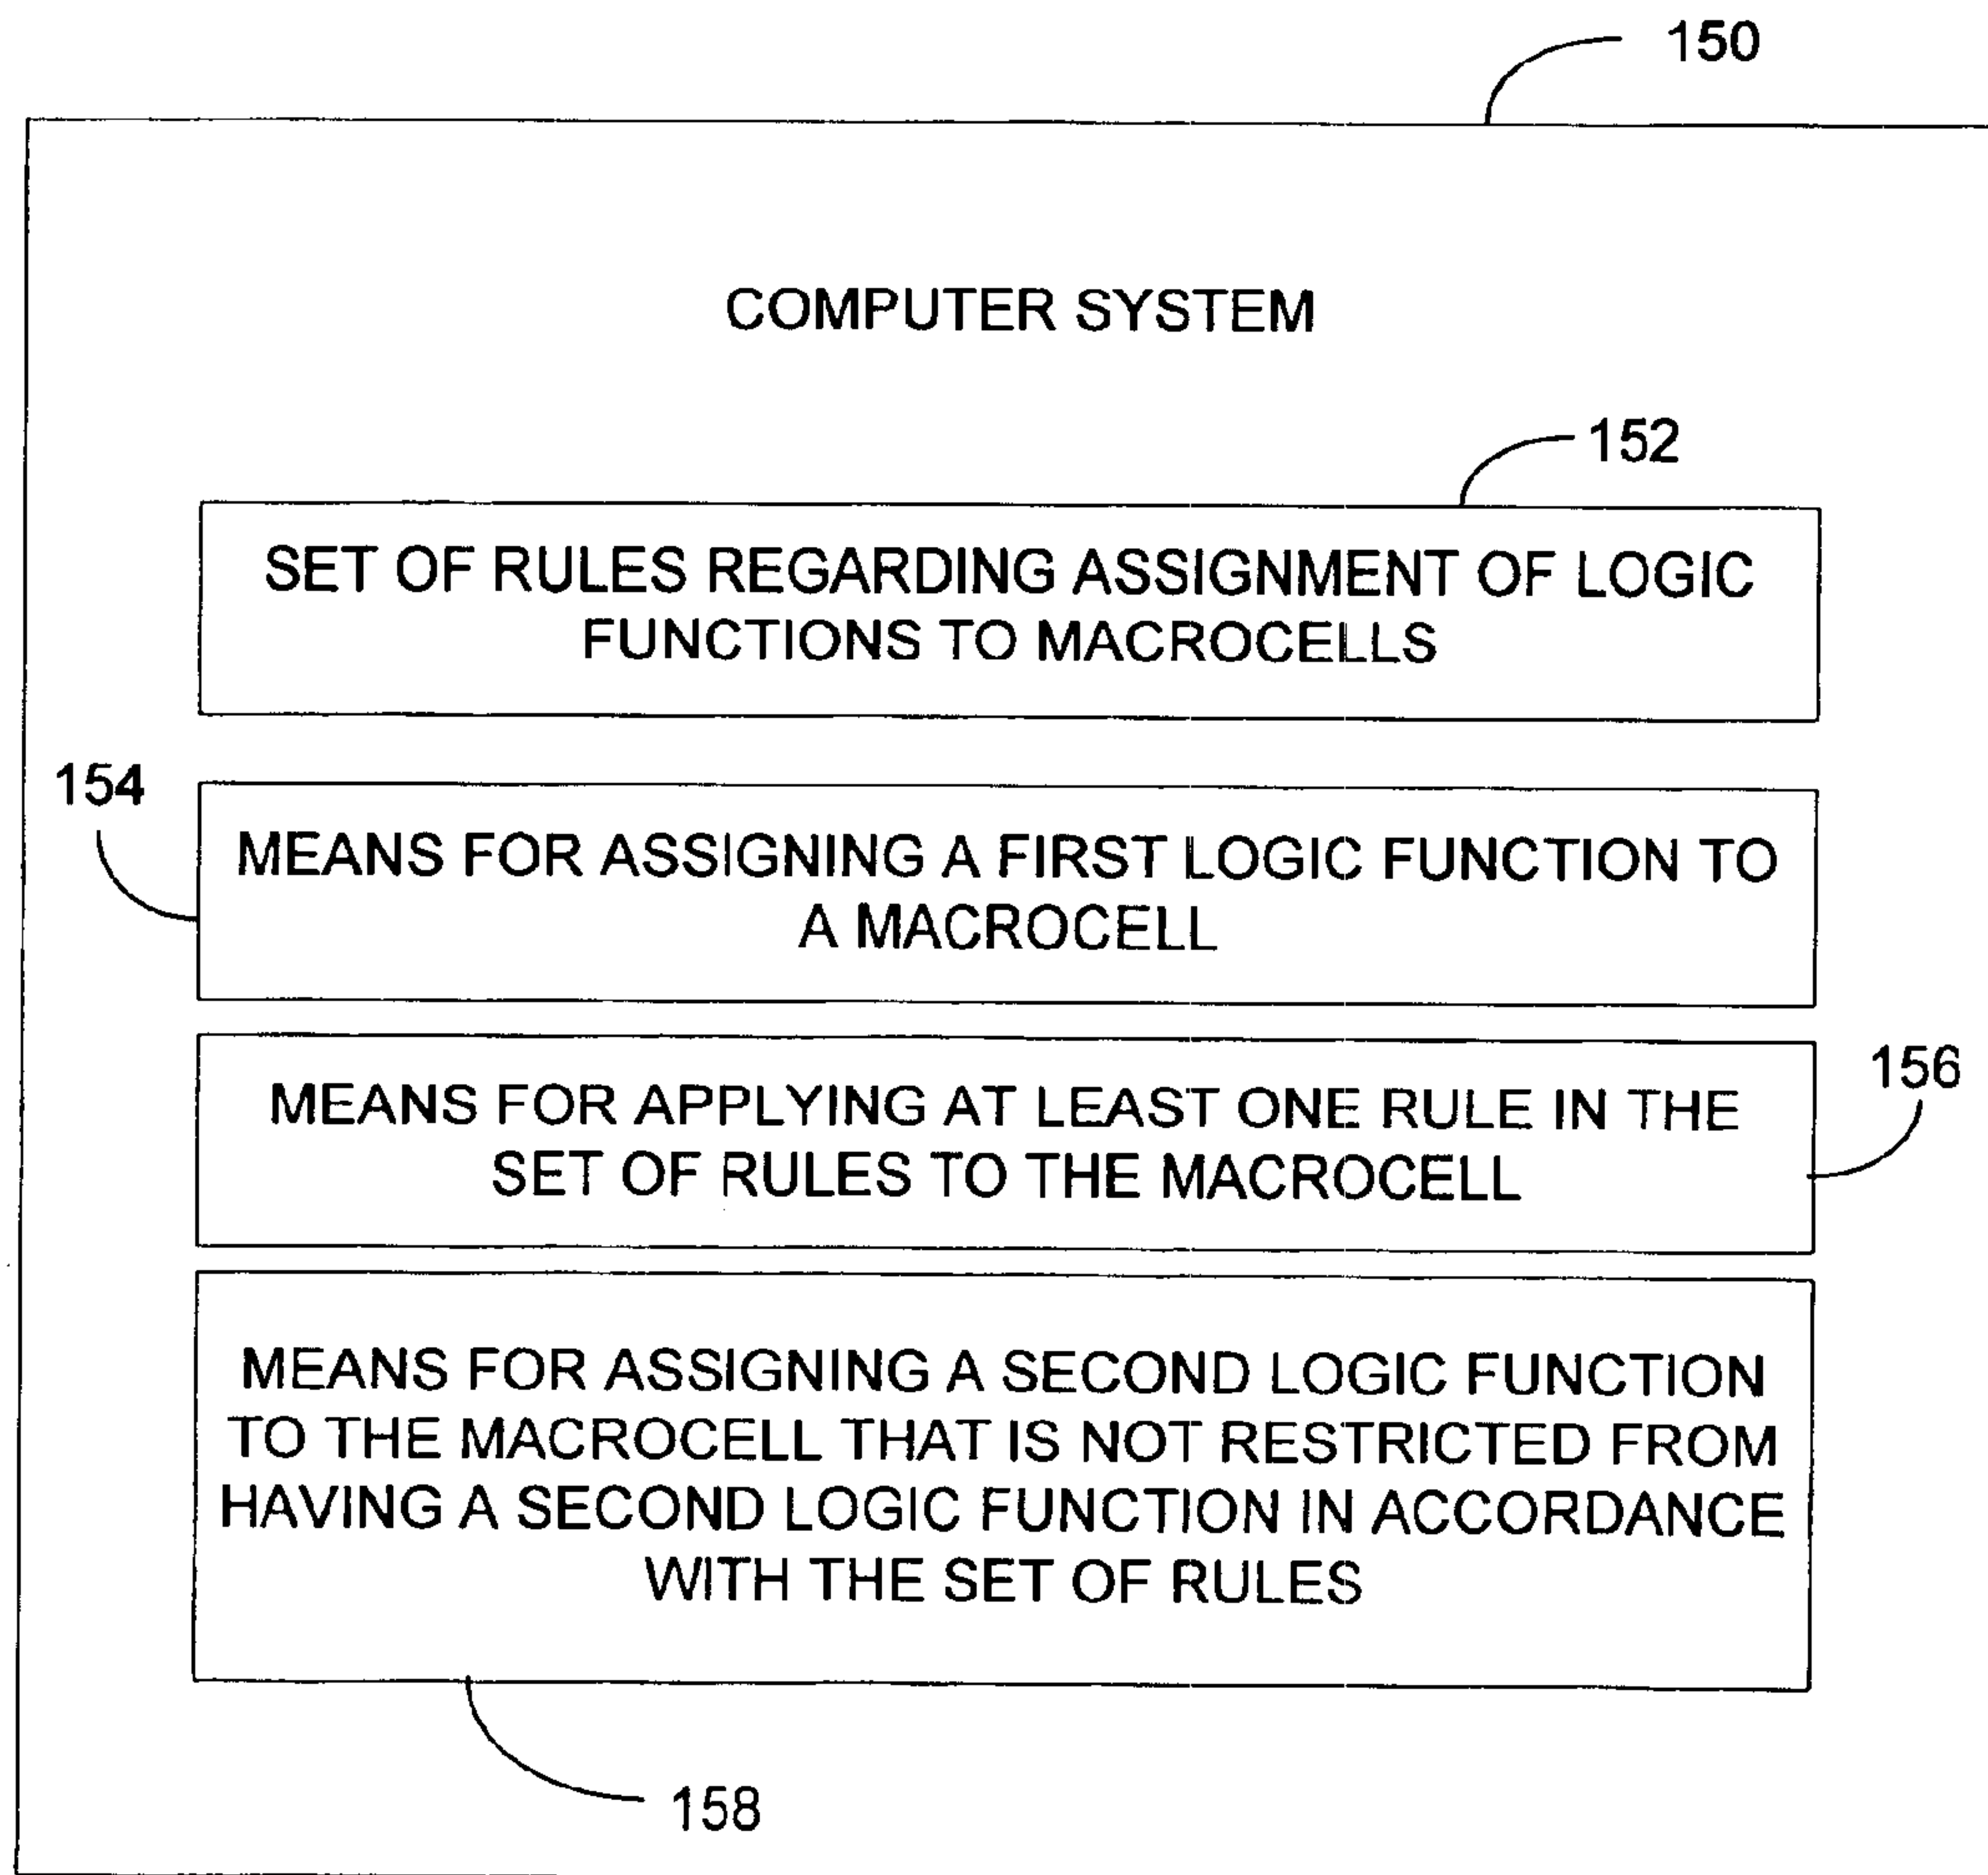 150
COMPUTER SYSTEM
152
SET OF RULES REGARDING ASSIGNMENT OF LOGIC
FUNCTIONS TO MACROCELLS
154
MEANS FOR ASSIGNING A FIRST LOGIC FUNCTION TO
A MACROCELL
156
MEANS FOR APPLYING AT LEAST ONE RULE IN THE
SET OF RULES TO THE MACROCELL
MEANS FOR ASSIGNING A SECOND LOGIC FUNCTION
TO THE MACROCELL THAT IS NOT RESTRICTED FROM
HAVING A SECOND LOGIC FUNCTION IN ACCORDANCE
WITH THE SET OF RULES
158